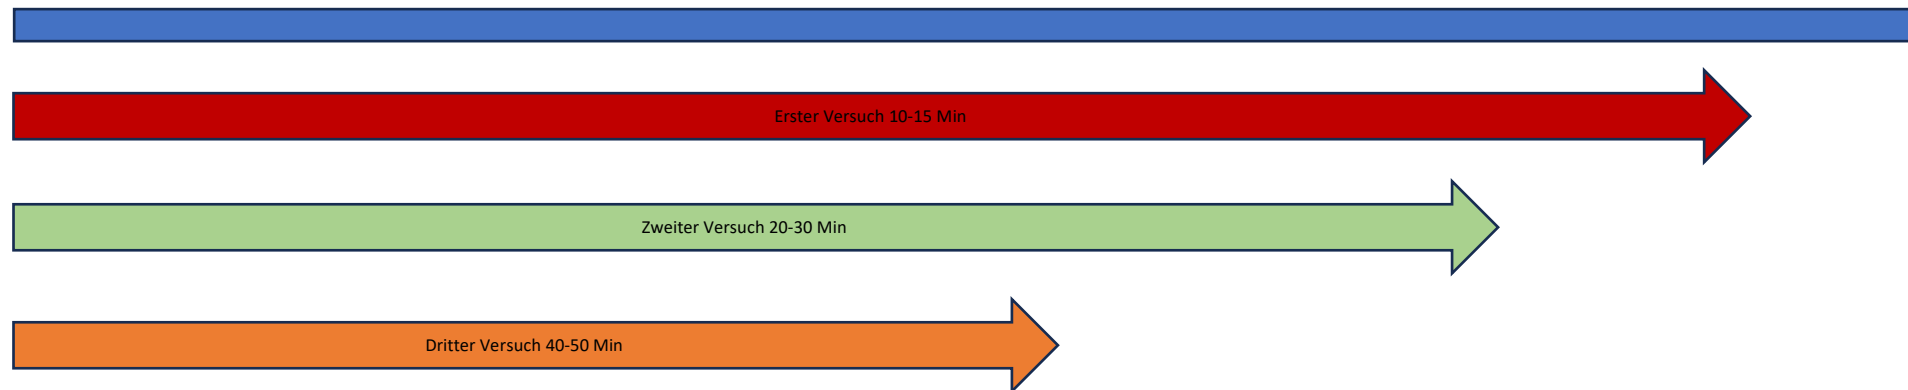 Erster Versuch 10-15 Min
Zweiter Versuch 20-30 Min
Dritter Versuch 40-50 Min